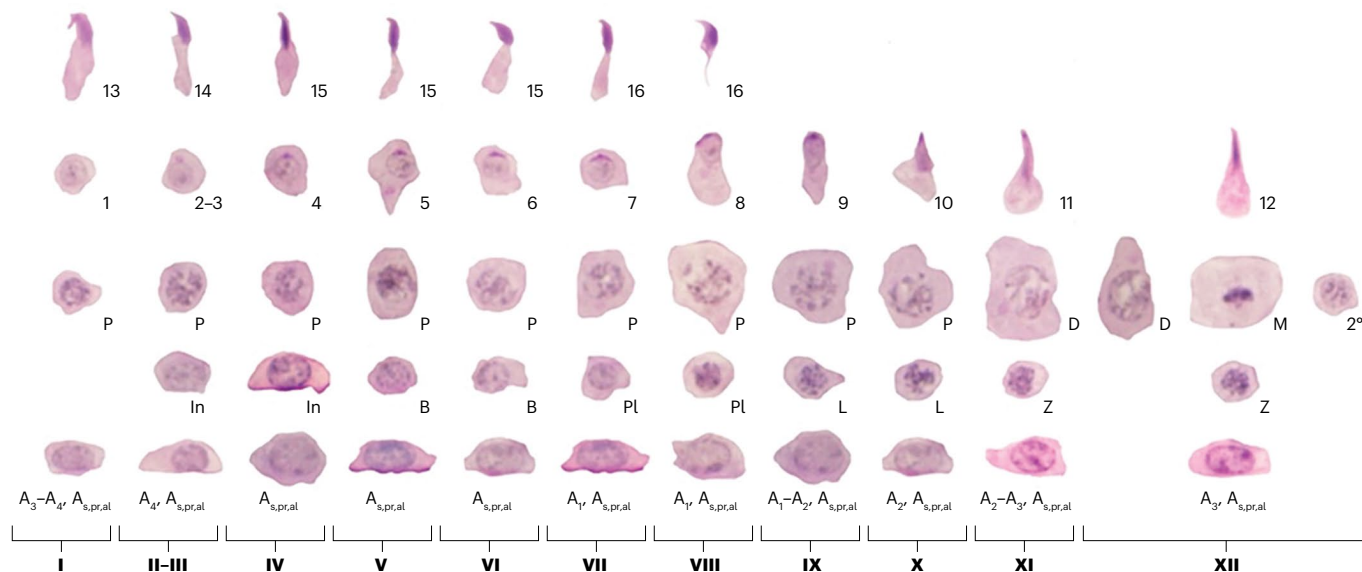 13 14 15 15 15 16 16
1 2–3 4 5 6 7 8 9 10 11 12
P P P P P P P P P D D M 2°
In In B B Pl Pl L L Z Z
A3–A4, As,pr,al A4, As,pr,al As,pr,al As,pr,al As,pr,al A1, As,pr,al A1, As,pr,al A1–A2, As,pr,al A2, As,pr,al A2–A3, As,pr,al A3, As,pr,al
I II–III IV V VI VII VIII IX X XI XII